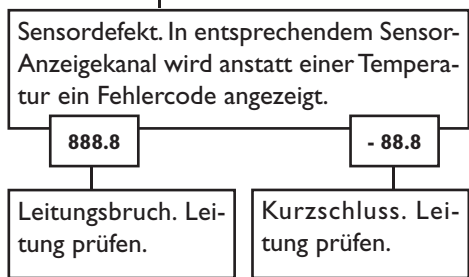 Sensordefekt. In entsprechendem Sensor-
Anzeigekanal wird anstatt einer Tempera-
tur ein Fehlercode angezeigt.
888.8
- 88.8
Leitungsbruch. Lei-
tung prüfen.
Kurzschluss. Lei-
tung prüfen.